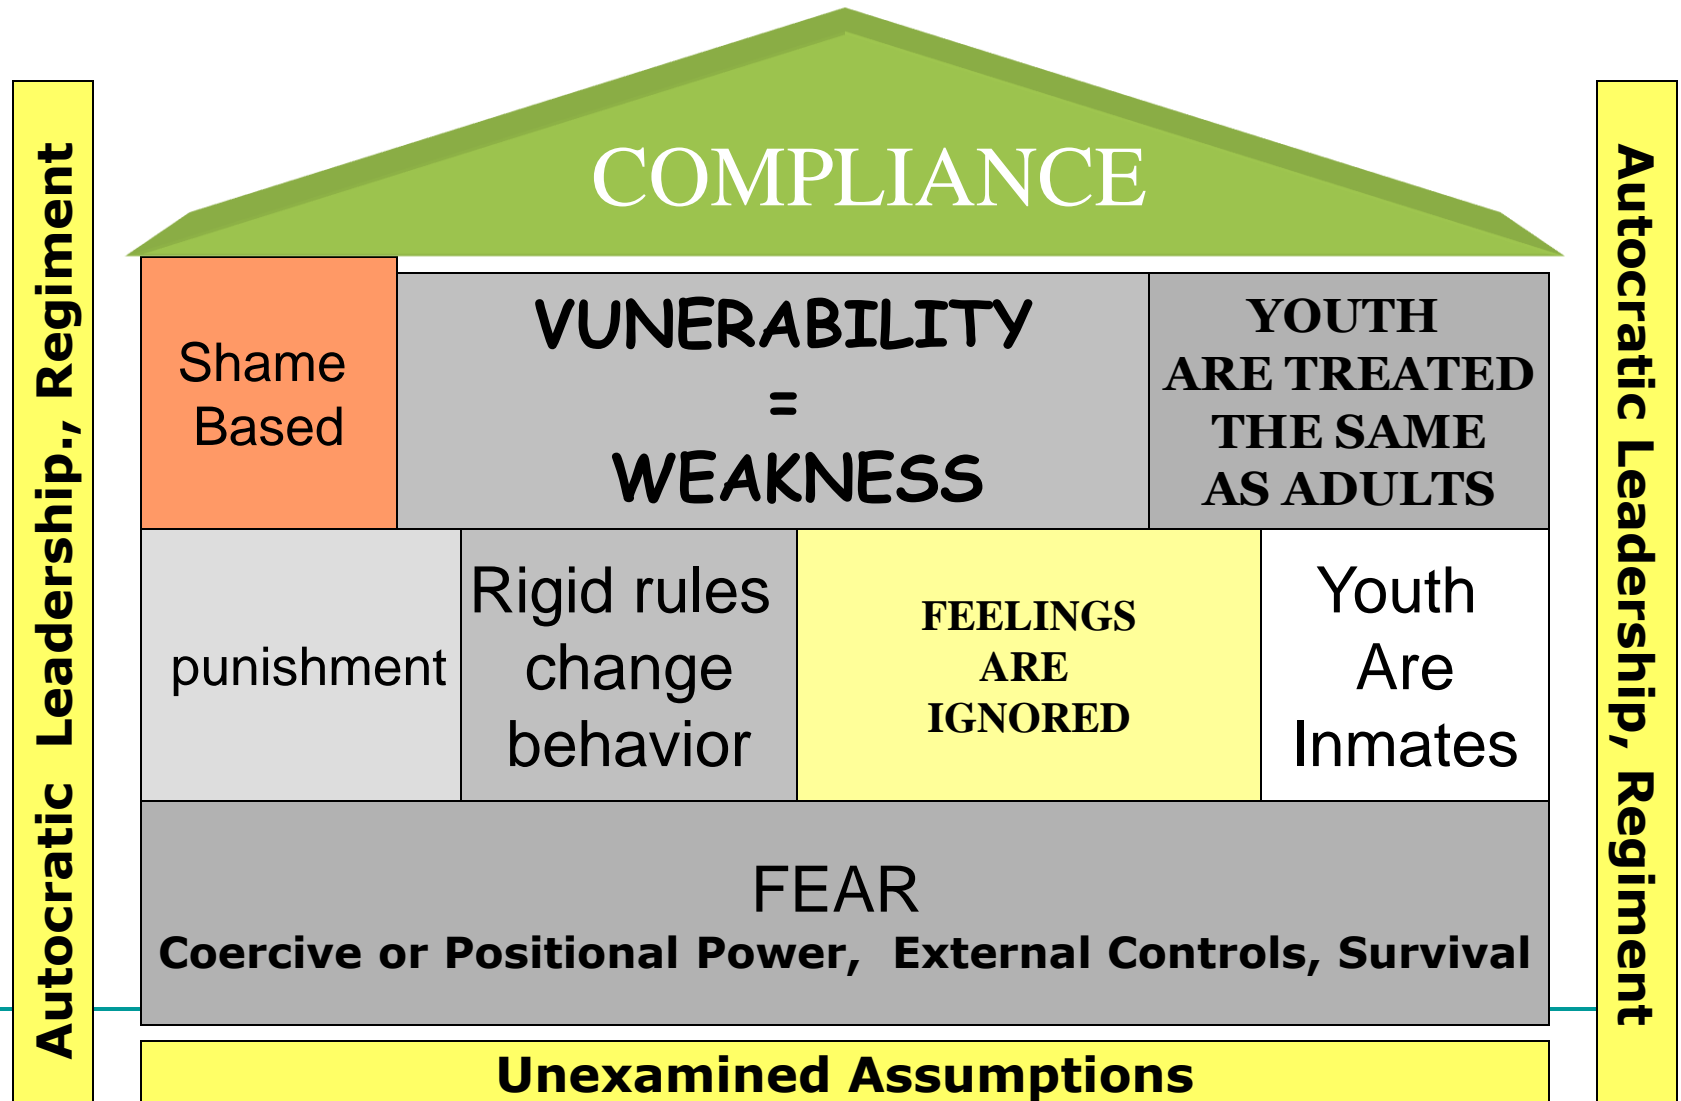 COMPLIANCE
Autocratic  Leadership., Regiment
Shame
Based
VUNERABILITY
=
WEAKNESS
YOUTH
ARE TREATED
THE SAME
AS ADULTS
punishment
Rigid rules
change
behavior
FEELINGS
ARE
IGNORED
Youth
Are
Inmates
FEAR
Coercive or Positional Power,  External Controls, Survival
Unexamined Assumptions
Autocratic Leadership, Regiment